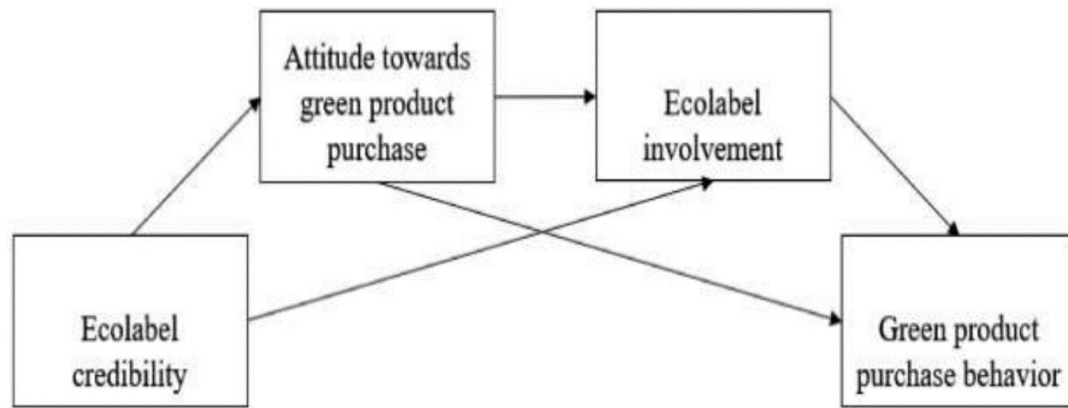 Attitude towards
green product
purchase
Ecolabel
involvement
Ecolabel
credibility
Green product
purchase behavior